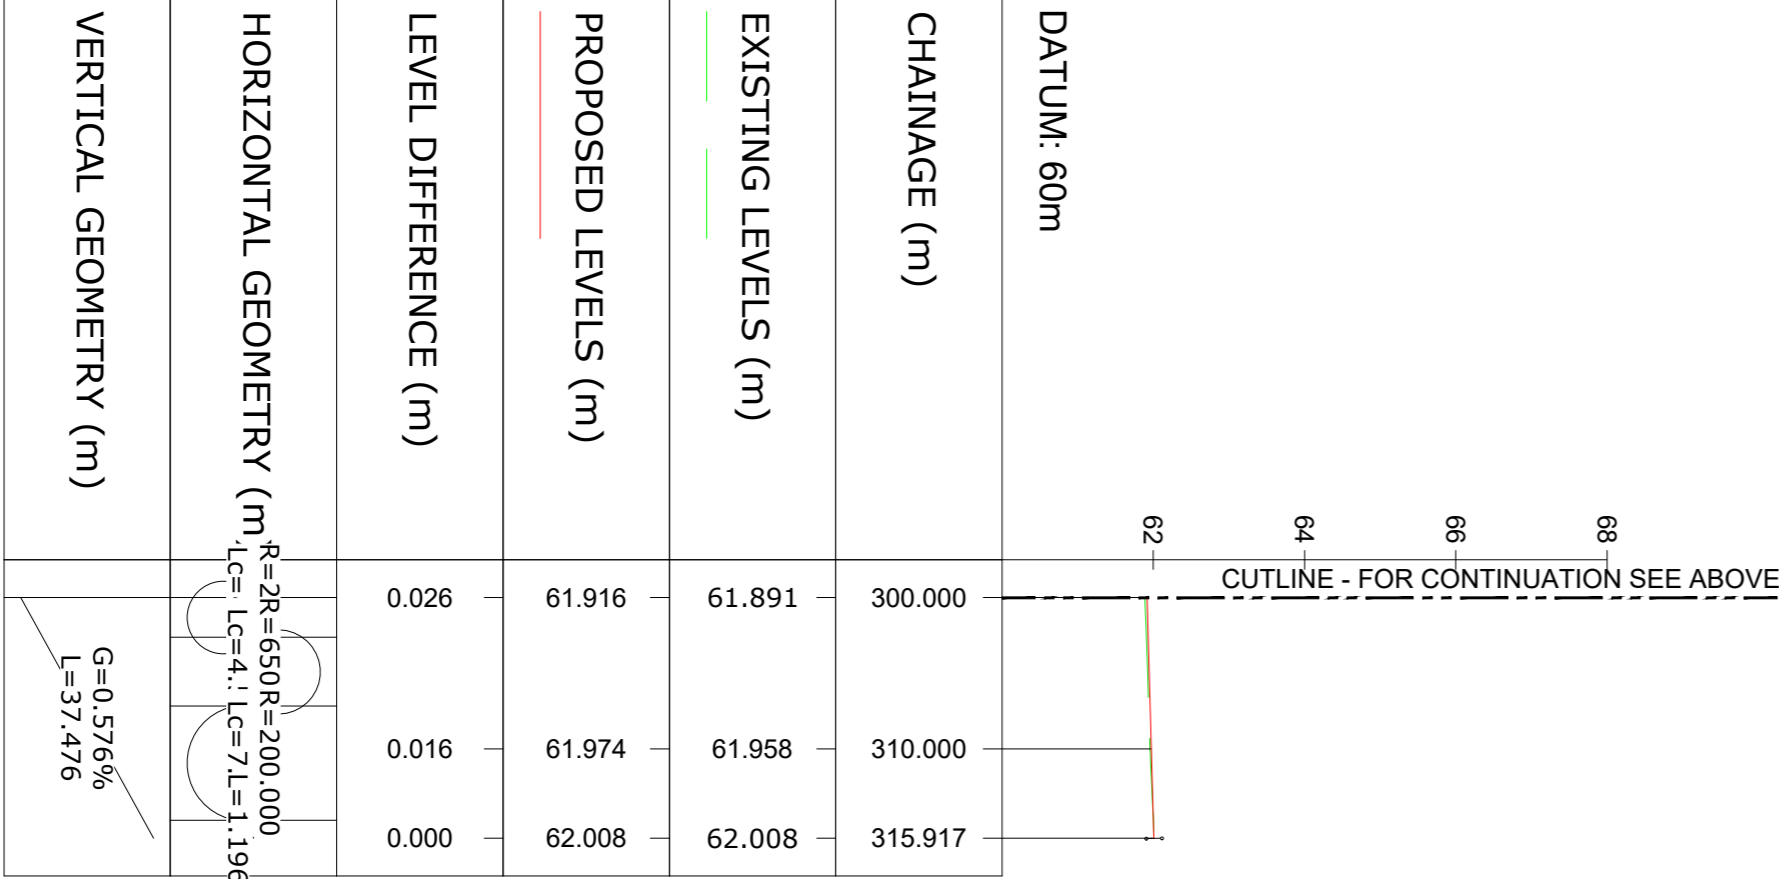 DATUM: 60m
68
66
64
62
CUTLINE - FOR CONTINUATION SEE ABOVE
CHAINAGE (m)
300.000
310.000
315.917
EXISTING LEVELS (m)
61.891
61.958
62.008
PROPOSED LEVELS (m)
61.916
61.974
62.008
LEVEL DIFFERENCE (m)
0.026
0.016
0.000
HORIZONTAL GEOMETRY (m
R=2R=650R=200.000
Lc= Lc=4. Lc=7.L=1.196
VERTICAL GEOMETRY (m)
G=0.576%
L=37.476